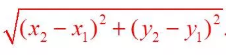 √((x₂ − x₁)² + (y₂ − y₁)²).